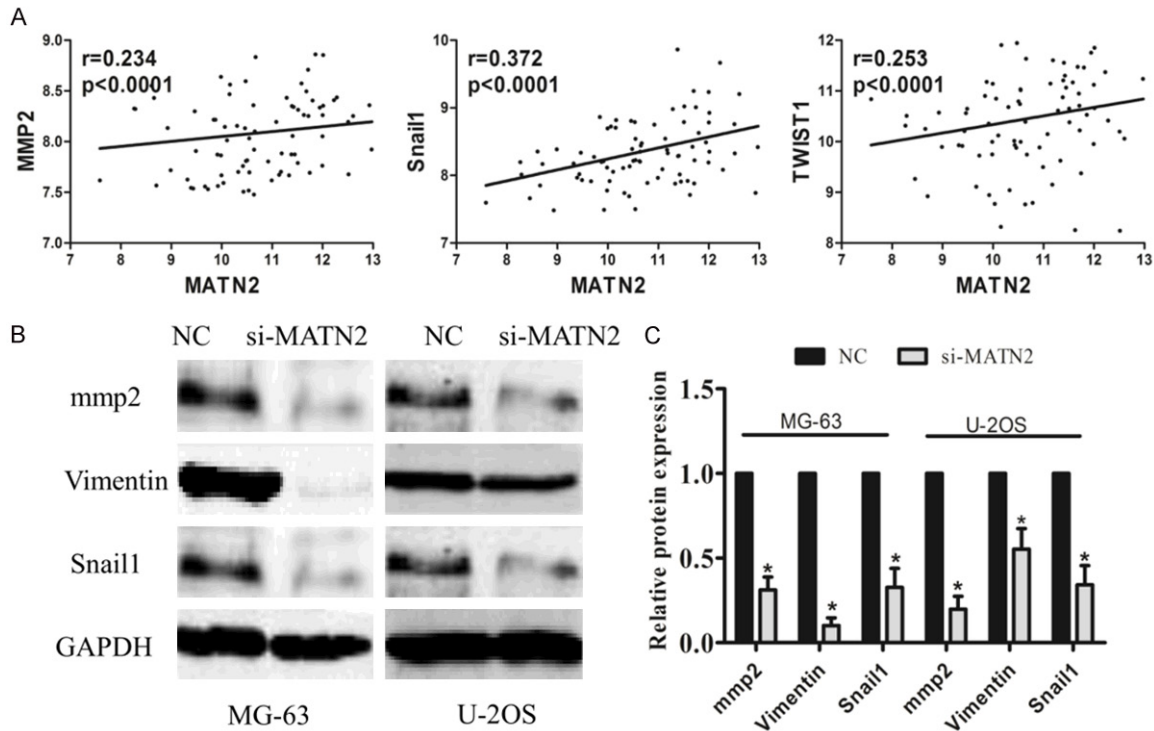 A
r=0.234
p<0.0001
MMP2
9.0
8.5
8.0
7.5
7.0
7 8 9 10 11 12 13
MATN2
r=0.372
p<0.0001
Snail1
10
9
8
7
7 8 9 10 11 12 13
MATN2
r=0.253
p<0.0001
TWIST1
12
11
10
9
8
7 8 9 10 11 12 13
MATN2
B
NC si-MATN2 NC si-MATN2
mmp2
Vimentin
Snail1
GAPDH
MG-63 U-2OS
C
NC si-MATN2
Relative protein expression
1.5
1.0
0.5
0.0
MG-63 U-2OS
* * * * * *
mmp2 Vimentin Snail1 mmp2 Vimentin Snail1